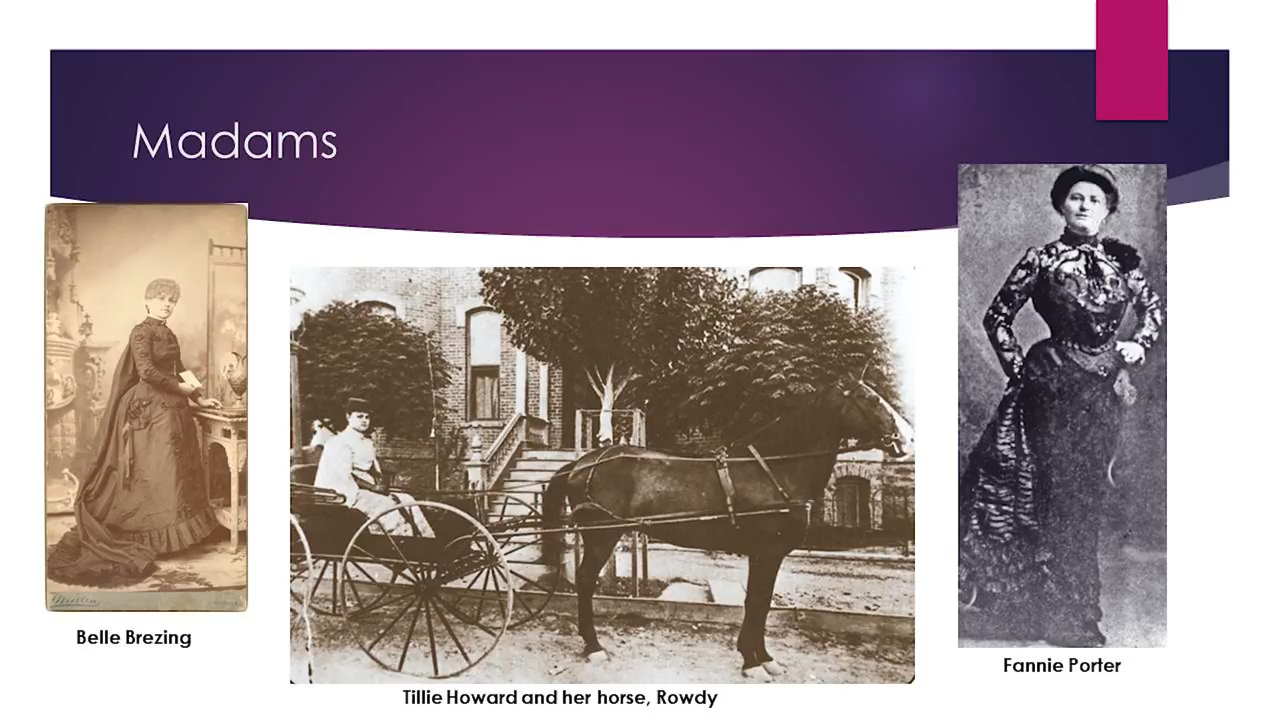 Madams
Belle Brezing
Tillie Howard and her horse, Rowdy
Fannie Porter